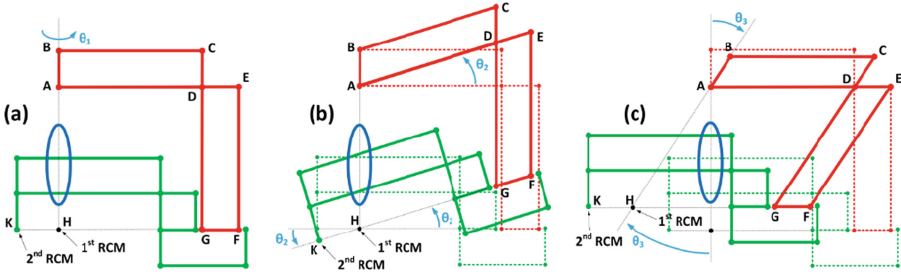 θ1
B
C
A
D
E
(a)
K
H
G
F
1st RCM
2nd RCM
C
B
D
E
A
θ2
(b)
G
F
H
θ2
θ2
K
1st RCM
2nd RCM
θ3
B
C
A
D
E
(c)
K
H
G
F
1st RCM
2nd RCM
θ3